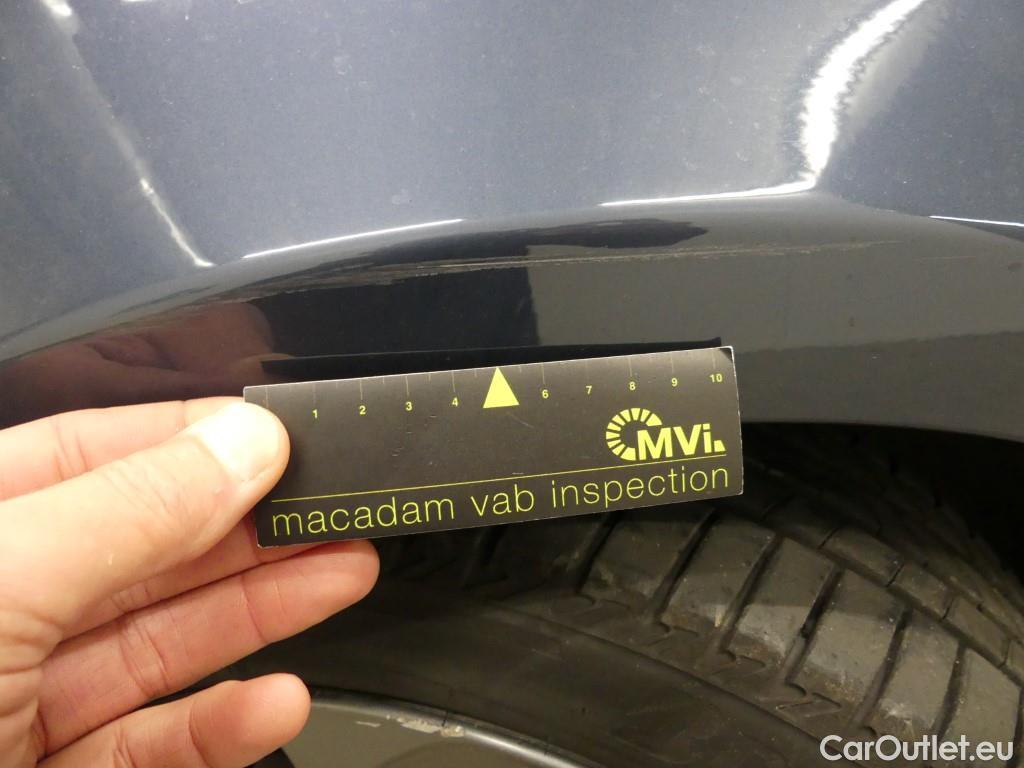 1 2 3 4 6 7 8 9 10
MVi.
macadam vab inspection
CarOutlet.eu